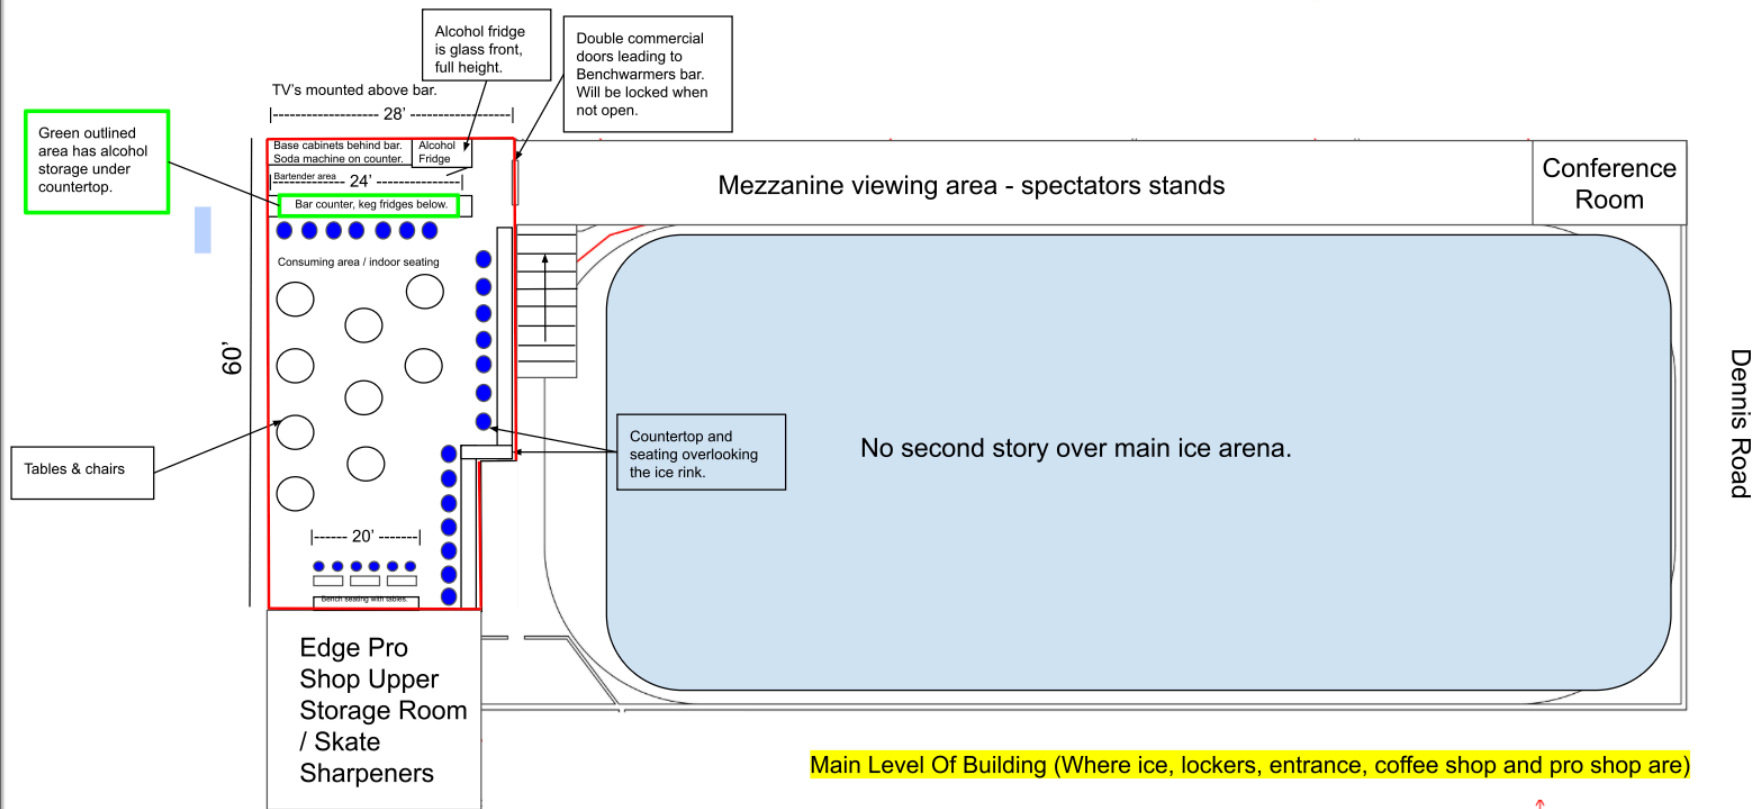 Alcohol fridge
is glass front,
full height.
Double commercial
doors leading to
Benchwarmers bar.
Will be locked when
not open.
TV's mounted above bar.
28'
Green outlined
area has alcohol
storage under
countertop.
Base cabinets behind bar.
Soda machine on counter.
Alcohol
Fridge
Bartender area
24'
Bar counter, keg fridges below.
Mezzanine viewing area - spectators stands
Conference
Room
Consuming area / indoor seating
60'
Tables & chairs
Countertop and
seating overlooking
the ice rink.
No second story over main ice arena.
Dennis Road
20'
Bench seating with tables.
Edge Pro
Shop Upper
Storage Room
/ Skate
Sharpeners
Main Level Of Building (Where ice, lockers, entrance, coffee shop and pro shop are)